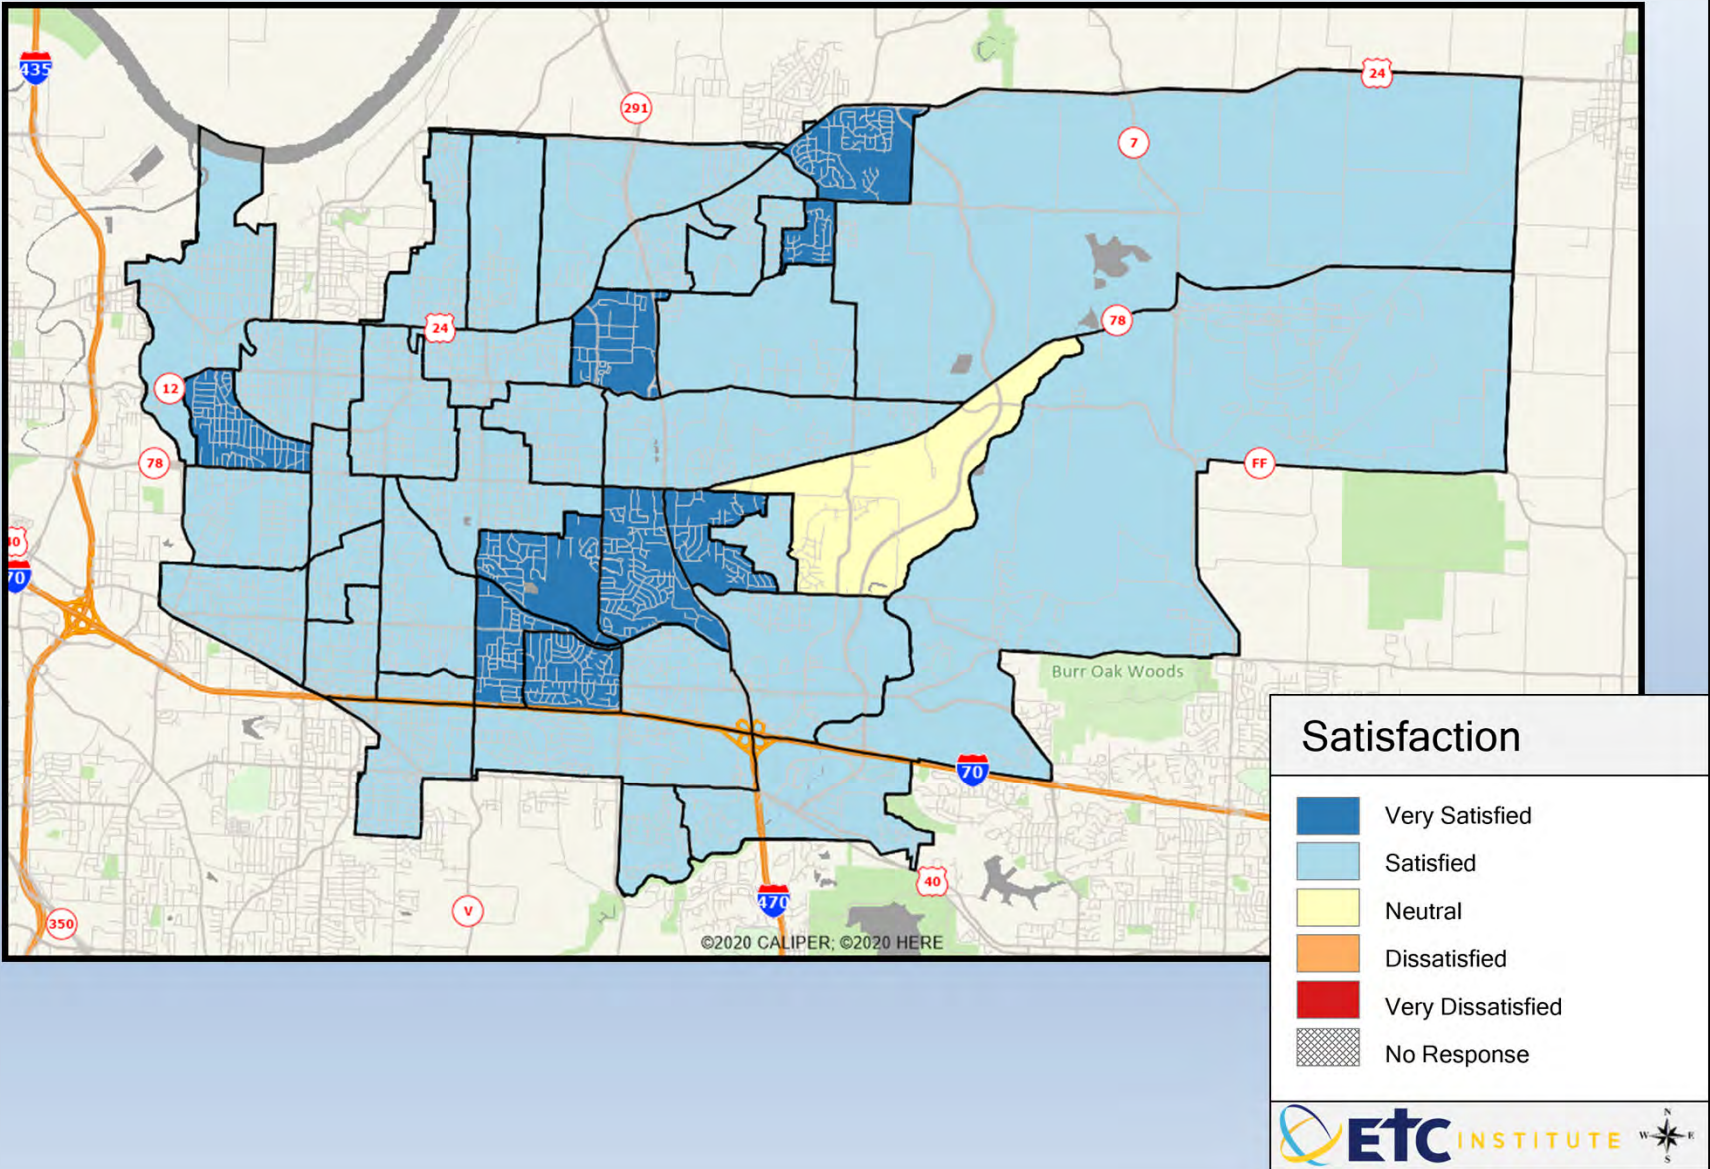 435
24
291
7
24
78
12
78
FF
40
70
Burr Oak Woods
70
40
470
V
350
©2020 CALIPER; ©2020 HERE
Satisfaction
Very Satisfied
Satisfied
Neutral
Dissatisfied
Very Dissatisfied
No Response
ETC INSTITUTE
N
W E
S